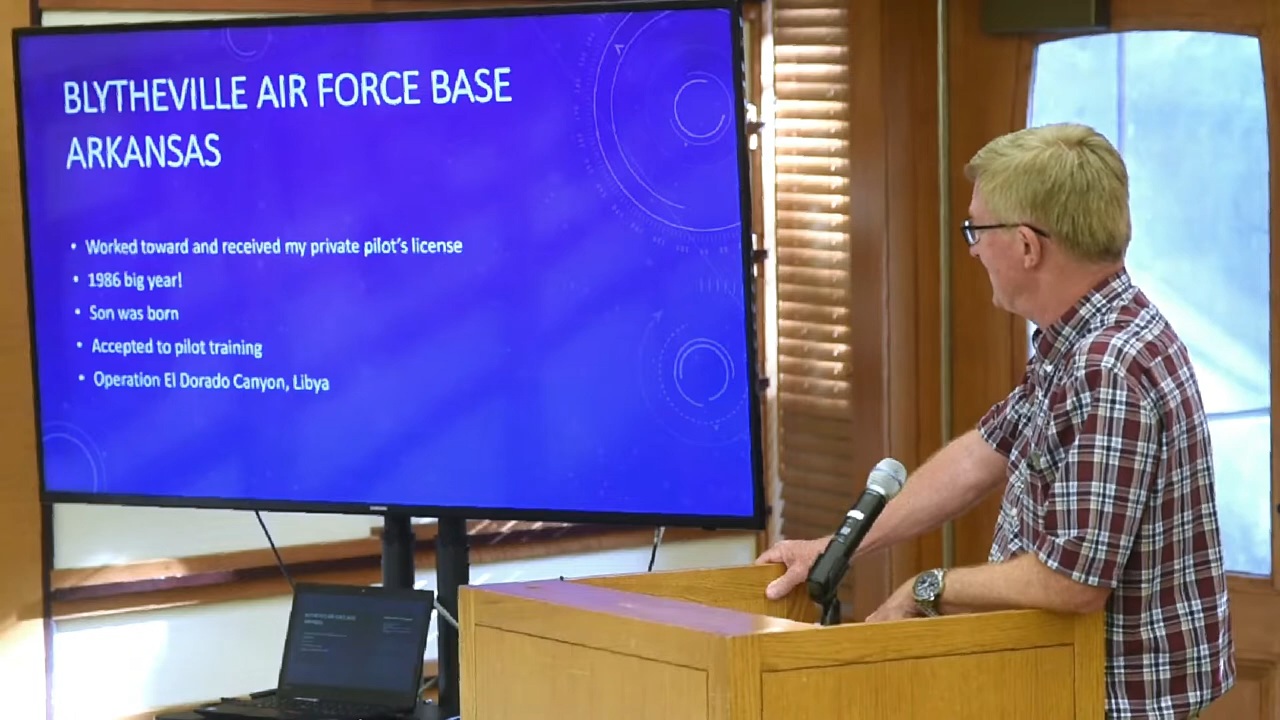 BLYTHEVILLE AIR FORCE BASE
ARKANSAS
• Worked toward and received my private pilot's license
• 1986 big year!
• Son was born
• Accepted to pilot training
• Operation El Dorado Canyon, Libya